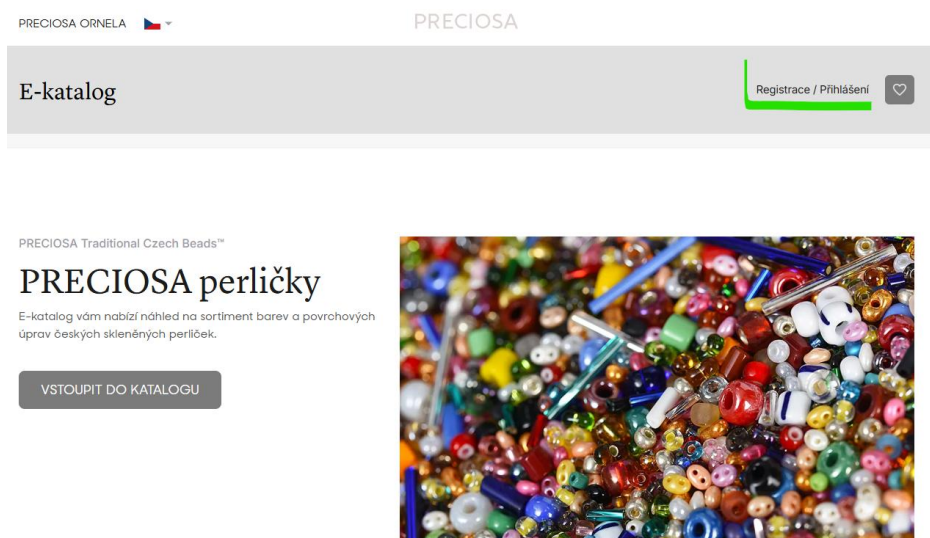 PRECIOSA ORNELA
PRECIOSA
E-katalog
Registrace / Přihlášení
PRECIOSA Traditional Czech Beads™
PRECIOSA perličky
E-katalog vám nabízí náhled na sortiment barev a povrchových
úprav českých skleněných perliček.
VSTOUPIT DO KATALOGU